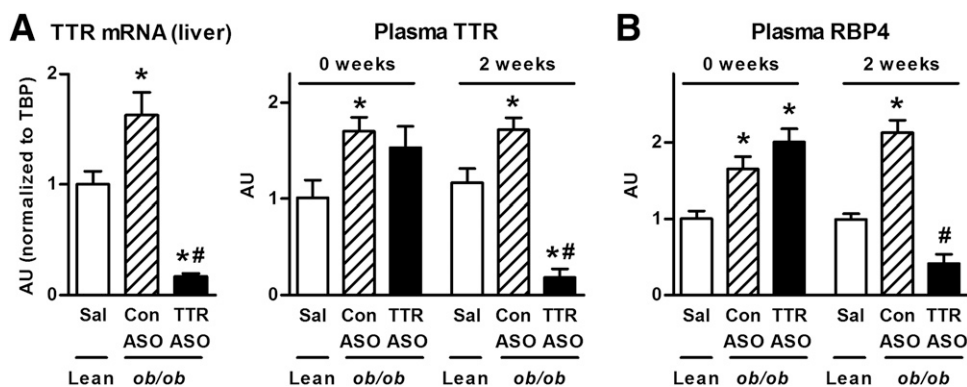 A TTR mRNA (liver) Plasma TTR B Plasma RBP4
0 weeks 2 weeks 0 weeks 2 weeks
AU (normalized to TBP)
2
1
0
*
*#
AU
2
1
0
*
*
*#
AU
2
1
0
*
*
*
#
Sal Con TTR Sal Con TTR Sal Con TTR Sal Con TTR Sal Con TTR
ASO ASO ASO ASO ASO ASO ASO ASO ASO ASO
Lean ob/ob Lean ob/ob Lean ob/ob Lean ob/ob Lean ob/ob